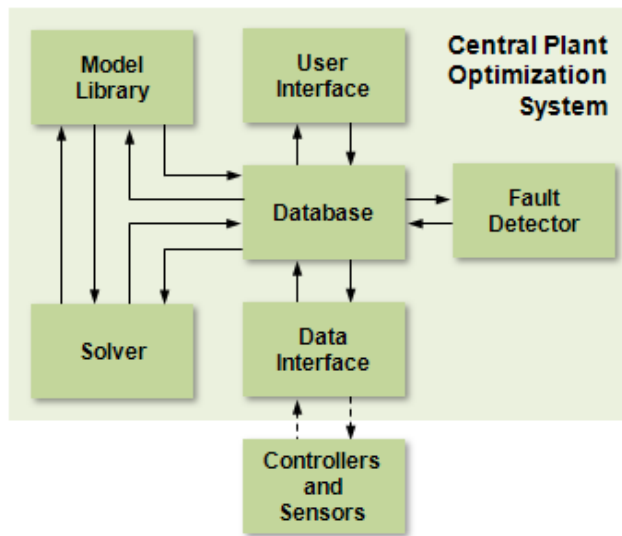 Central Plant
Optimization
System
Model
Library
User
Interface
Database
Fault
Detector
Solver
Data
Interface
Controllers
and
Sensors